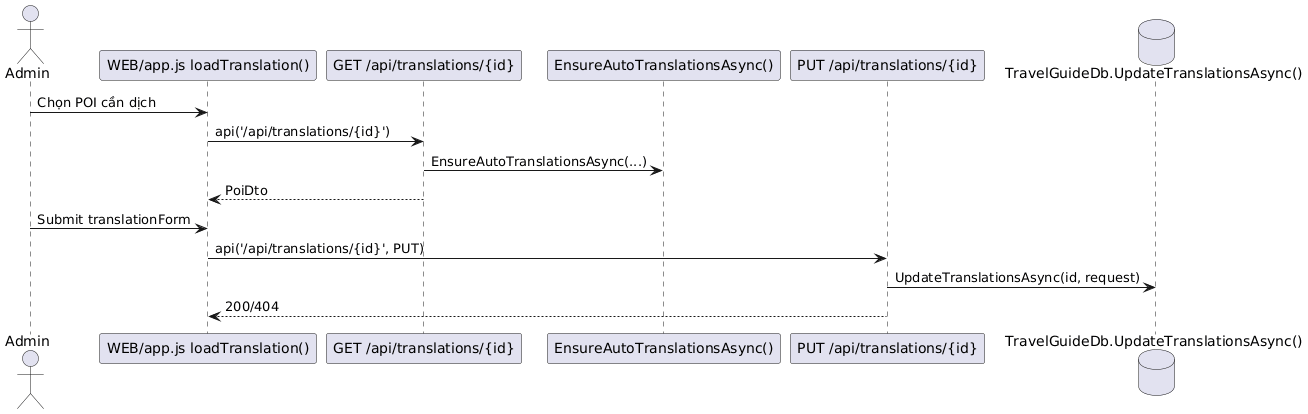 Admin
WEB/app.js loadTranslation()
GET /api/translations/{id}
EnsureAutoTranslationsAsync()
PUT /api/translations/{id}
TravelGuideDb.UpdateTranslationsAsync()
Chọn POI cần dịch
api('/api/translations/{id}')
EnsureAutoTranslationsAsync(...)
PoiDto
Submit translationForm
api('/api/translations/{id}', PUT)
UpdateTranslationsAsync(id, request)
200/404
Admin
WEB/app.js loadTranslation()
GET /api/translations/{id}
EnsureAutoTranslationsAsync()
PUT /api/translations/{id}
TravelGuideDb.UpdateTranslationsAsync()